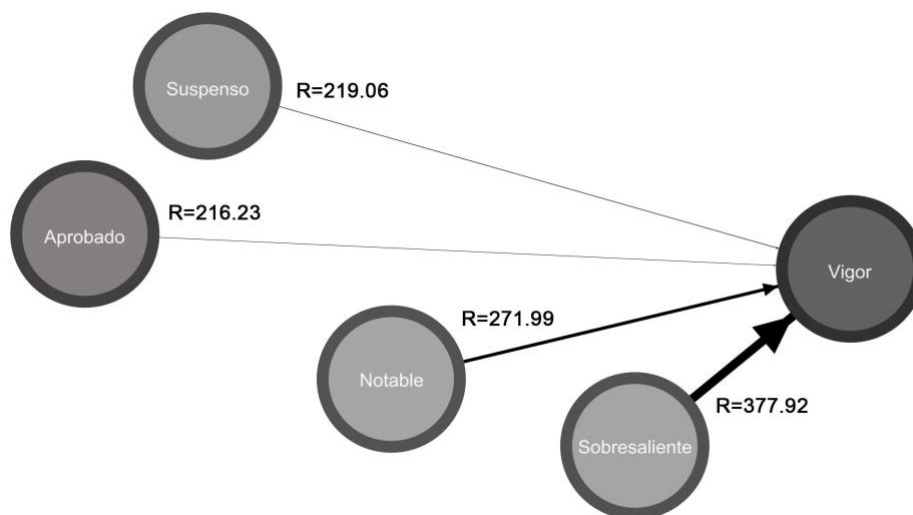 Suspenso
R=219.06
Aprobado
R=216.23
Vigor
Notable
R=271.99
Sobresaliente
R=377.92